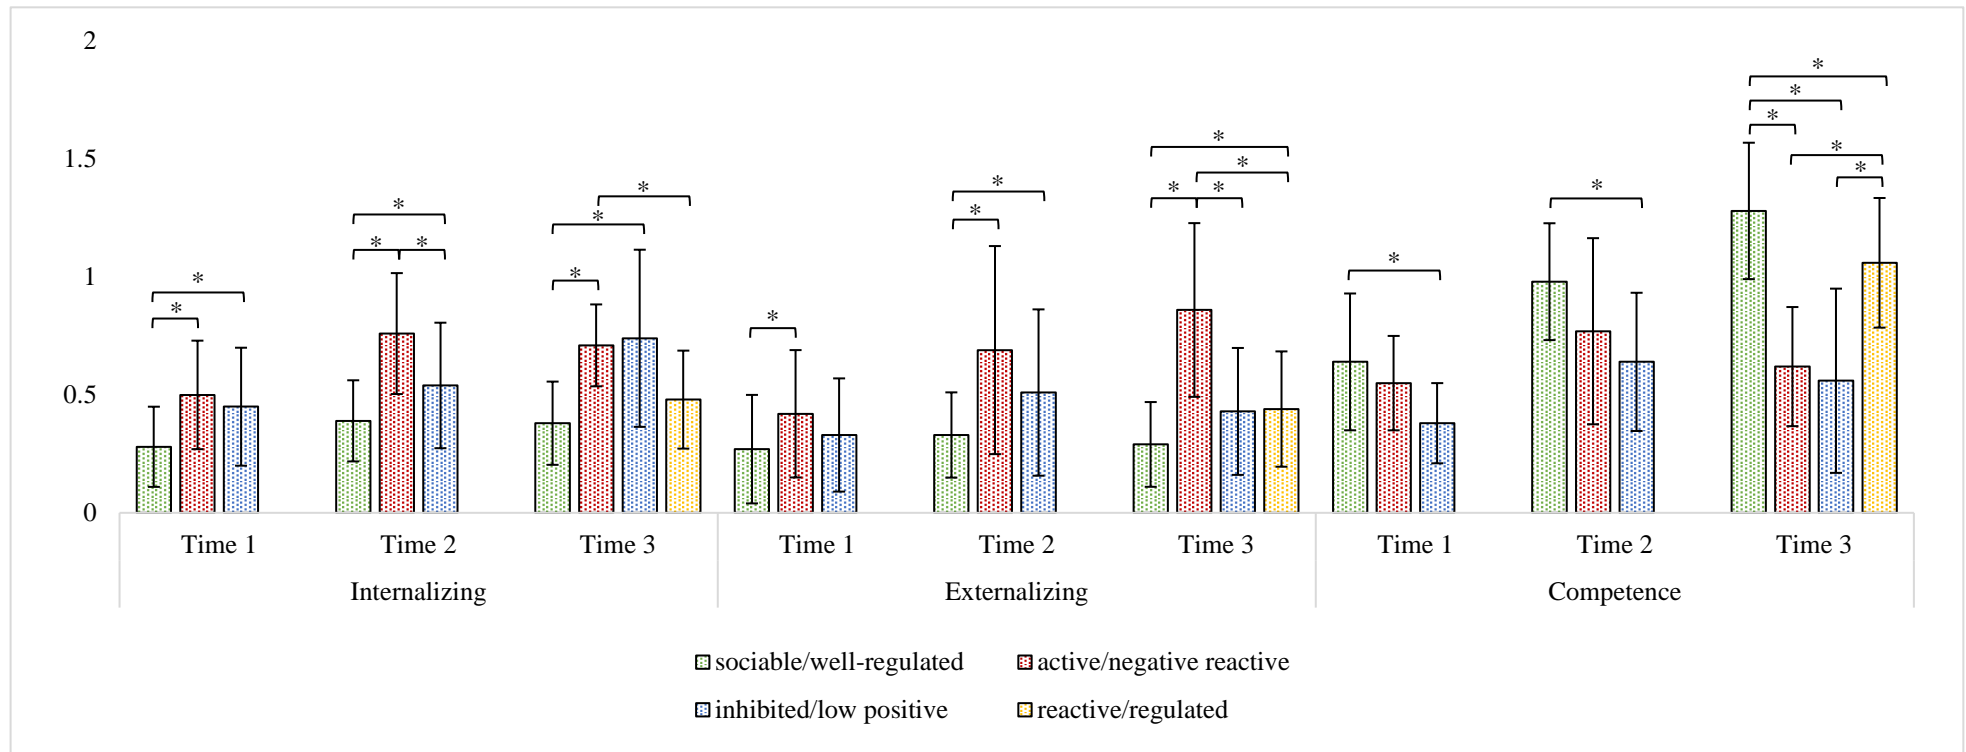 2
1.5
1
0.5
0
* * * * * * * * * * * * * * * * * * * * * *
Time 1 Time 2 Time 3 Time 1 Time 2 Time 3 Time 1 Time 2 Time 3
Internalizing Externalizing Competence
sociable/well-regulated active/negative reactive
inhibited/low positive reactive/regulated